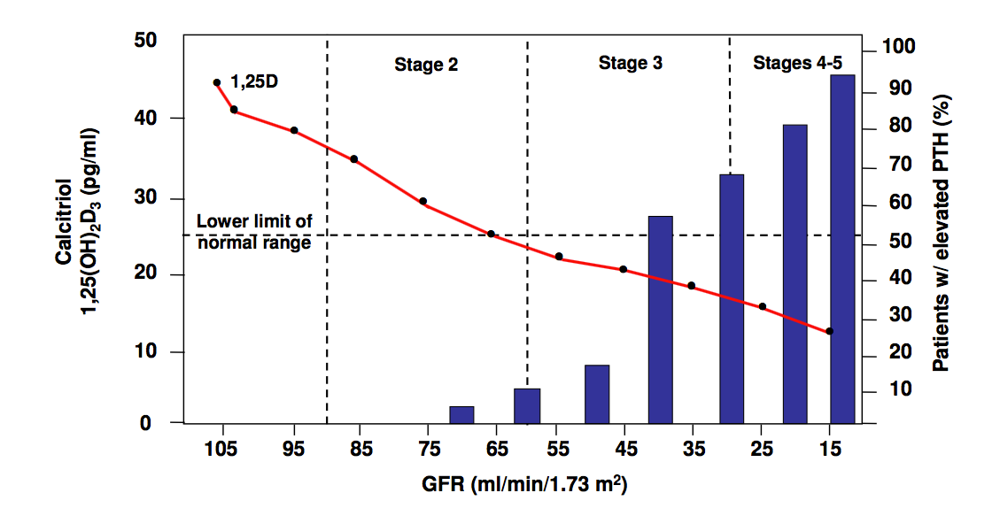 50
40
30
20
10
0
Calcitriol
1,25(OH)₂D₃ (pg/ml)
1,25D
Stage 2
Stage 3
Stages 4-5
Lower limit of
normal range
100
90
80
70
60
50
40
30
20
10
Patients w/ elevated PTH (%)
105 95 85 75 65 55 45 35 25 15
GFR (ml/min/1.73 m²)